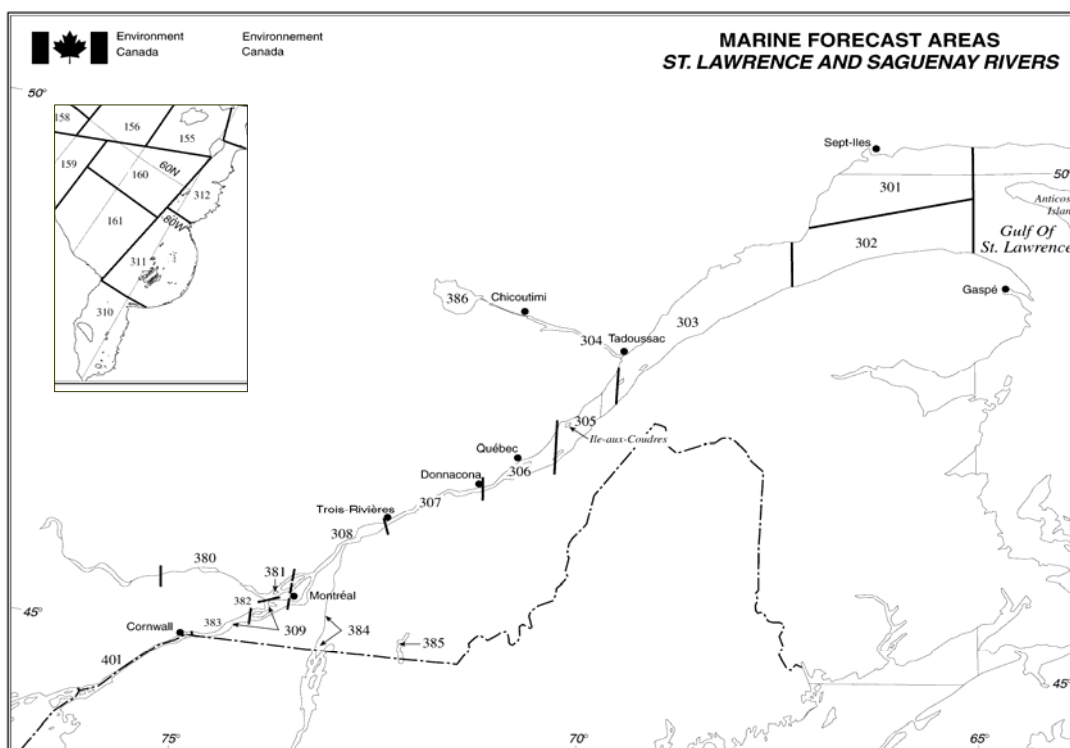 Environment
Canada
Environnement
Canada
MARINE FORECAST AREAS
ST. LAWRENCE AND SAGUENAY RIVERS
50°
158
156
155
159
160
60N
312
161
80W
311
310
Sept-Iles
301
50°
Anticos
Islan
302
Gulf Of
St. Lawrence
Gaspé
386
Chicoutimi
303
304
Tadoussac
305
Ile-aux-Coudres
Québec
306
Donnacona
307
Trois-Rivières
308
380
381
382
Montréal
45°
383
309
384
Cornwall
385
401
45°
75°
70°
65°